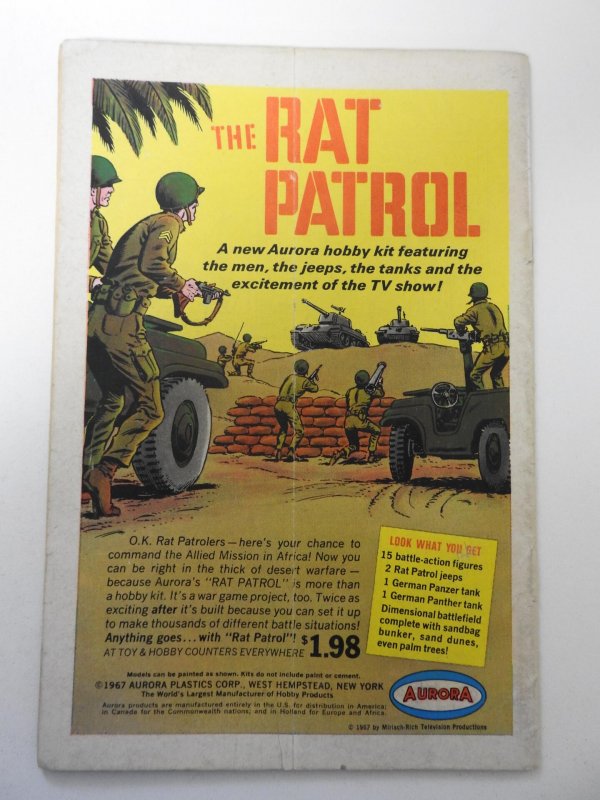 THE RAT
PATROL
A new Aurora hobby kit featuring
the men, the jeeps, the tanks and the
excitement of the TV show!
O.K. Rat Patrolers—here's your chance to
command the Allied Mission in Africa! Now you
can be right in the thick of desert warfare—
because Aurora's "RAT PATROL" is more than
a hobby kit. It's a war game project, too. Twice as
exciting after it's built because you can set it up
to make thousands of different battle situations!
Anything goes...with "Rat Patrol"! $1.98
AT TOY & HOBBY COUNTERS EVERYWHERE
LOOK WHAT YOU GET
15 battle-action figures
2 Rat Patrol jeeps
1 German Panzer tank
1 German Panther tank
Dimensional battlefield
complete with sandbag
bunker, sand dunes,
even palm trees!
Models can be painted as shown. Kits do not include paint or cement.
©1967 AURORA PLASTICS CORP., WEST HEMPSTEAD, NEW YORK
The World's Largest Manufacturer of Hobby Products
Aurora products are manufactured entirely in the U.S. for distribution in America;
in Canada for the Commonwealth nations; and in Holland for Europe and Africa.
AURORA
© 1967 by Mirisch-Rich Television Productions